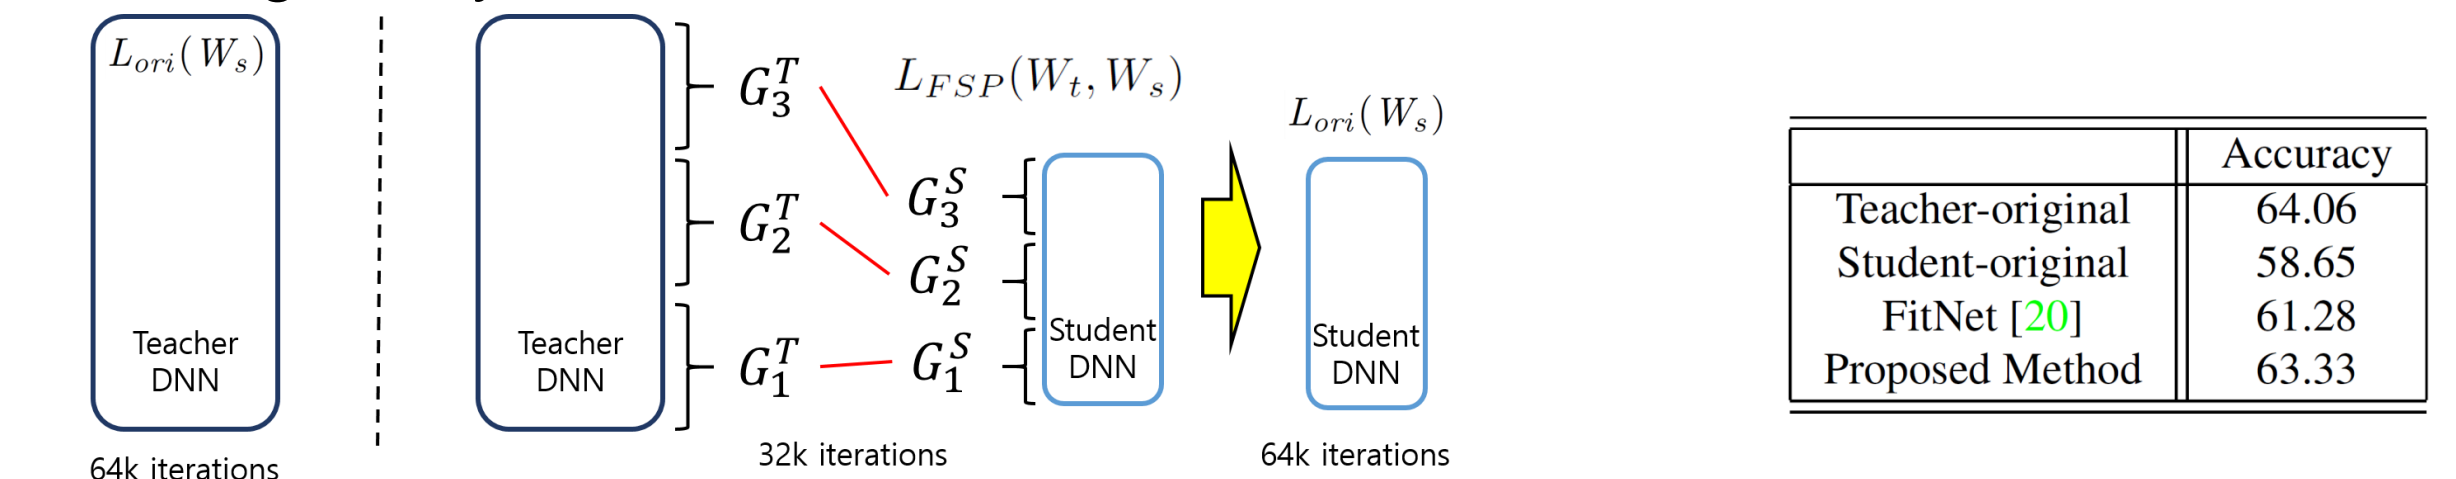 L_ori(W_s)
Teacher
DNN
64k iterations
Teacher
DNN
G_3^T
G_2^T
G_1^T
L_FSP(W_t, W_s)
G_3^S
G_2^S
G_1^S
Student
DNN
32k iterations
L_ori(W_s)
Student
DNN
64k iterations
Accuracy
Teacher-original 64.06
Student-original 58.65
FitNet [20] 61.28
Proposed Method 63.33